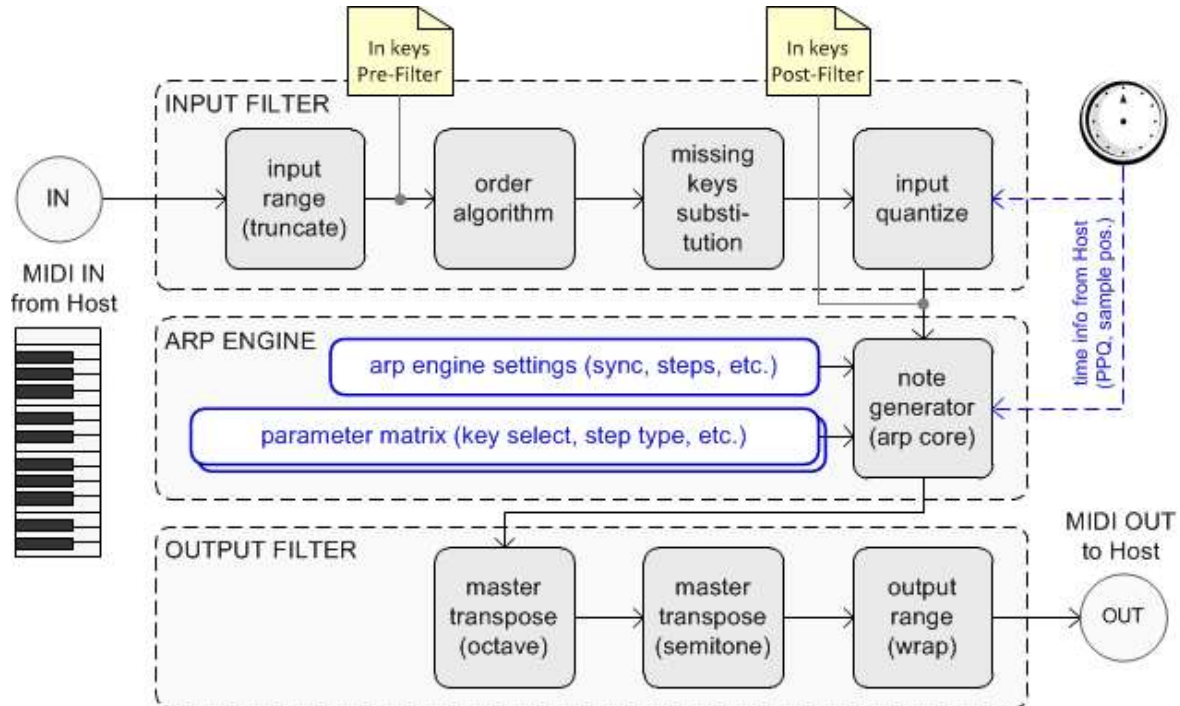 In keys
Pre-Filter
In keys
Post-Filter
INPUT FILTER
input
range
(truncate)
order
algorithm
missing
keys
substi-
tution
input
quantize
IN
MIDI IN
from Host
time info from Host
(PPQ, sample pos.)
ARP ENGINE
arp engine settings (sync, steps, etc.)
parameter matrix (key select, step type, etc.)
note
generator
(arp core)
OUTPUT FILTER
master
transpose
(octave)
master
transpose
(semitone)
output
range
(wrap)
MIDI OUT
to Host
OUT